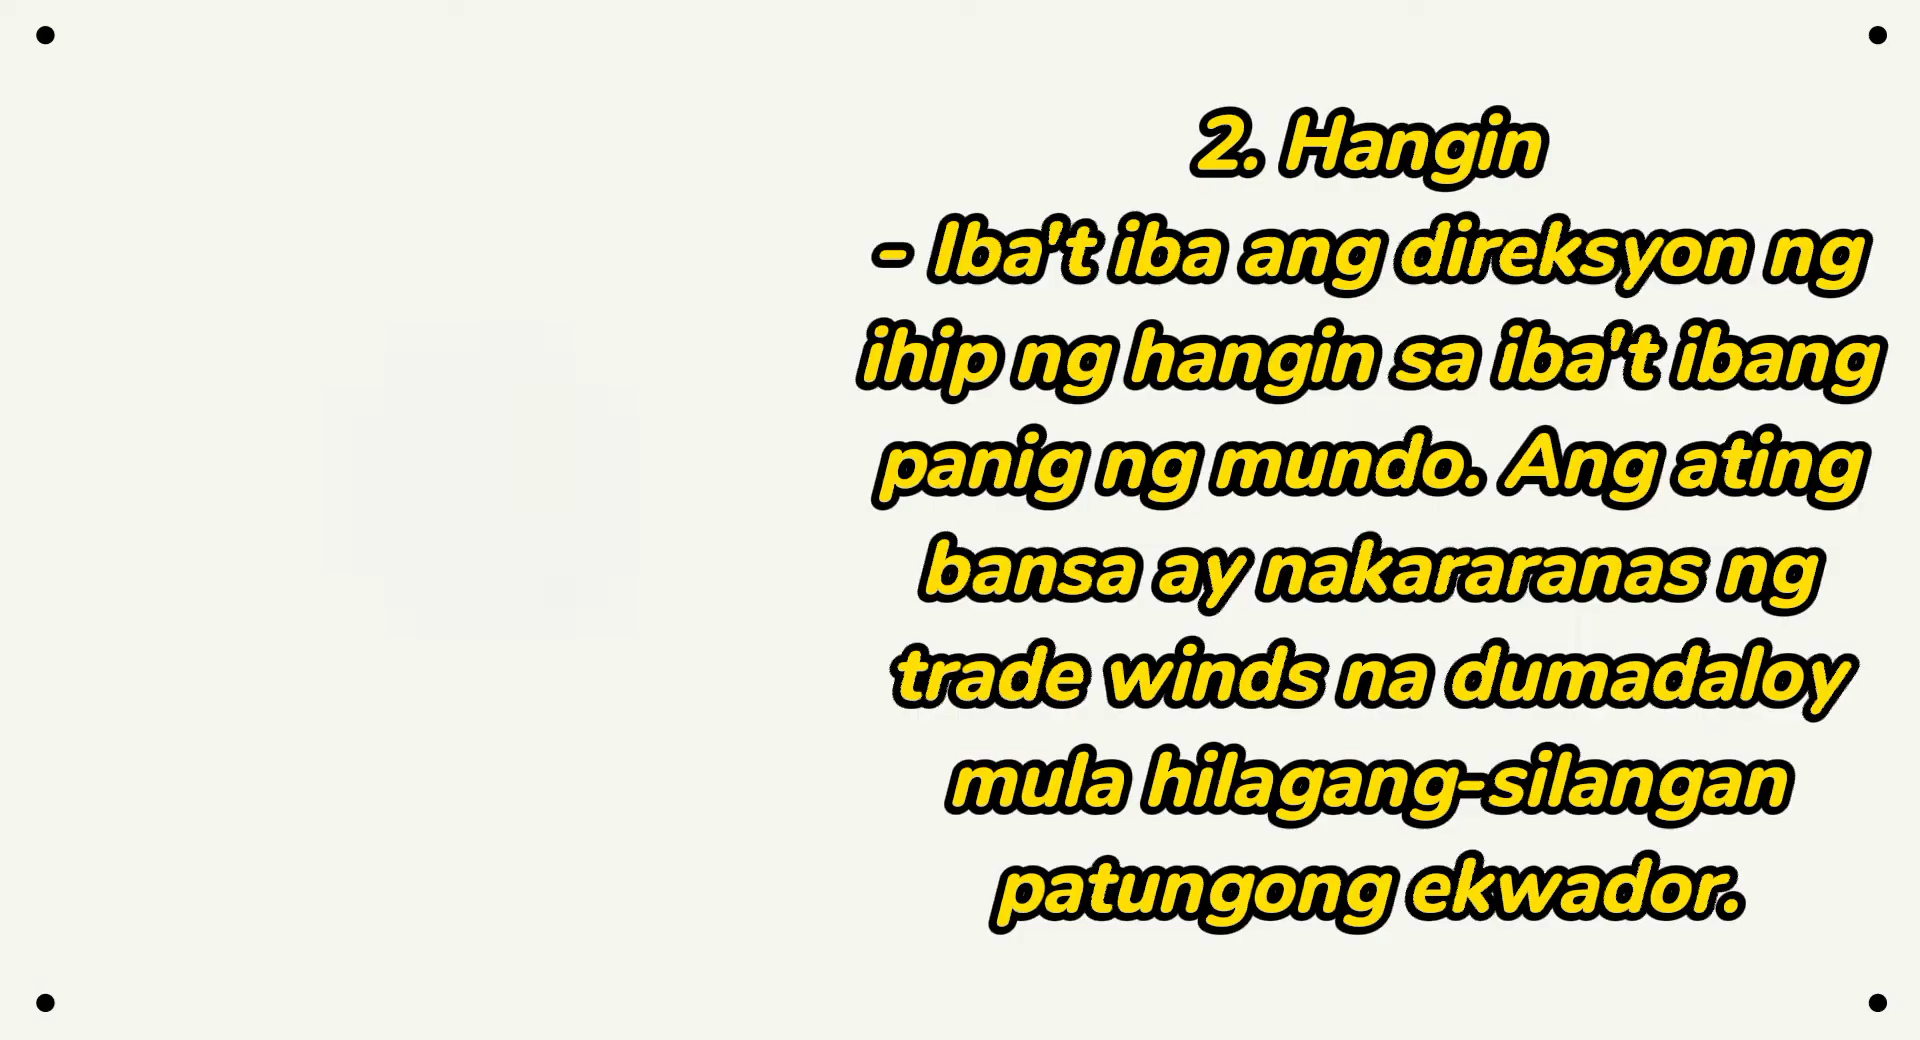 2. Hangin
- Iba't iba ang direksyon ng
ihip ng hangin sa iba't ibang
panig ng mundo. Ang ating
bansa ay nakararanas ng
trade winds na dumadaloy
mula hilagang-silangan
patungong ekwador.